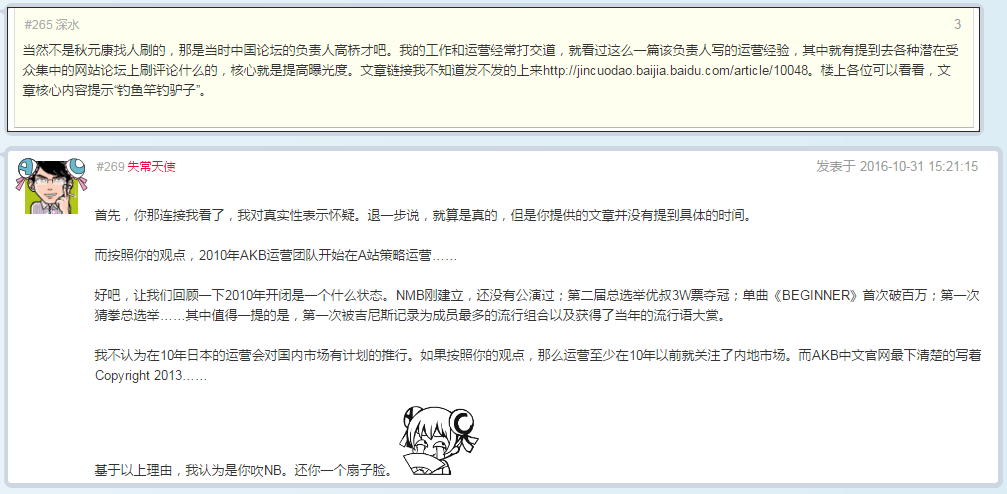 #265 深水 3
当然不是秋元康找人刷的，那是当时中国论坛的负责人高桥才吧。我的工作和运营经常打交道，就看过这么一篇该负责人写的运营经验，其中就有提到去各种潜在受
众集中的网站论坛上刷评论什么的，核心就是提高曝光度。文章链接我不知道发不发的上来http://jincuodao.baijia.baidu.com/article/10048。楼上各位可以看看，文
章核心内容提示“钓鱼竿钓驴子”。
#269 失常天使 发表于 2016-10-31 15:21:15
首先，你那连接我看了，我对真实性表示怀疑。退一步说，就算是真的，但是你提供的文章并没有提到具体的时间。
而按照你的观点，2010年AKB运营团队开始在A站策略运营……
好吧，让我们回顾一下2010年开闭是一个什么状态。NMB刚建立，还没有公演过；第二届总选举优叔3W票夺冠；单曲《BEGINNER》首次破百万；第一次
猜拳总选举……其中值得一提的是，第一次被吉尼斯记录为成员最多的流行组合以及获得了当年的流行语大赏。
我不认为在10年日本的运营会对国内市场有计划的推行。如果按照你的观点，那么运营至少在10年以前就关注了内地市场。而AKB中文官网最下清楚的写着
Copyright 2013……
基于以上理由，我认为是你吹NB。还你一个扇子脸。